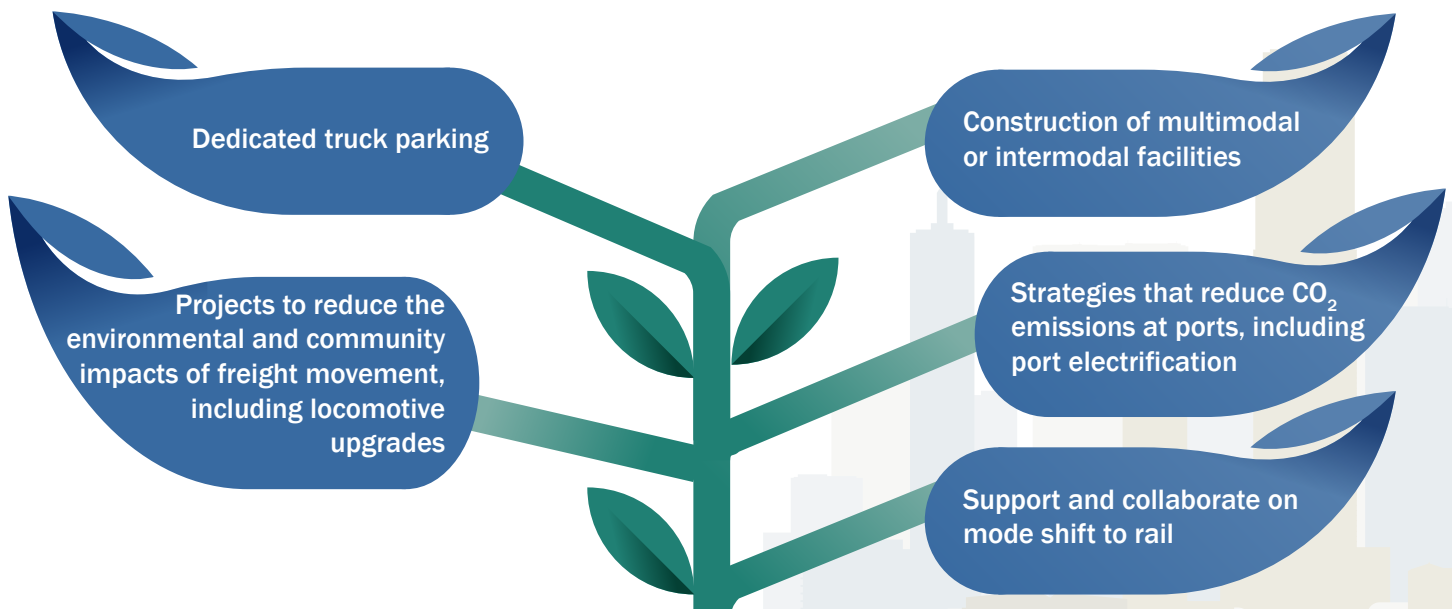 Dedicated truck parking
Projects to reduce the
environmental and community
impacts of freight movement,
including locomotive
upgrades
Construction of multimodal
or intermodal facilities
Strategies that reduce CO₂
emissions at ports, including
port electrification
Support and collaborate on
mode shift to rail